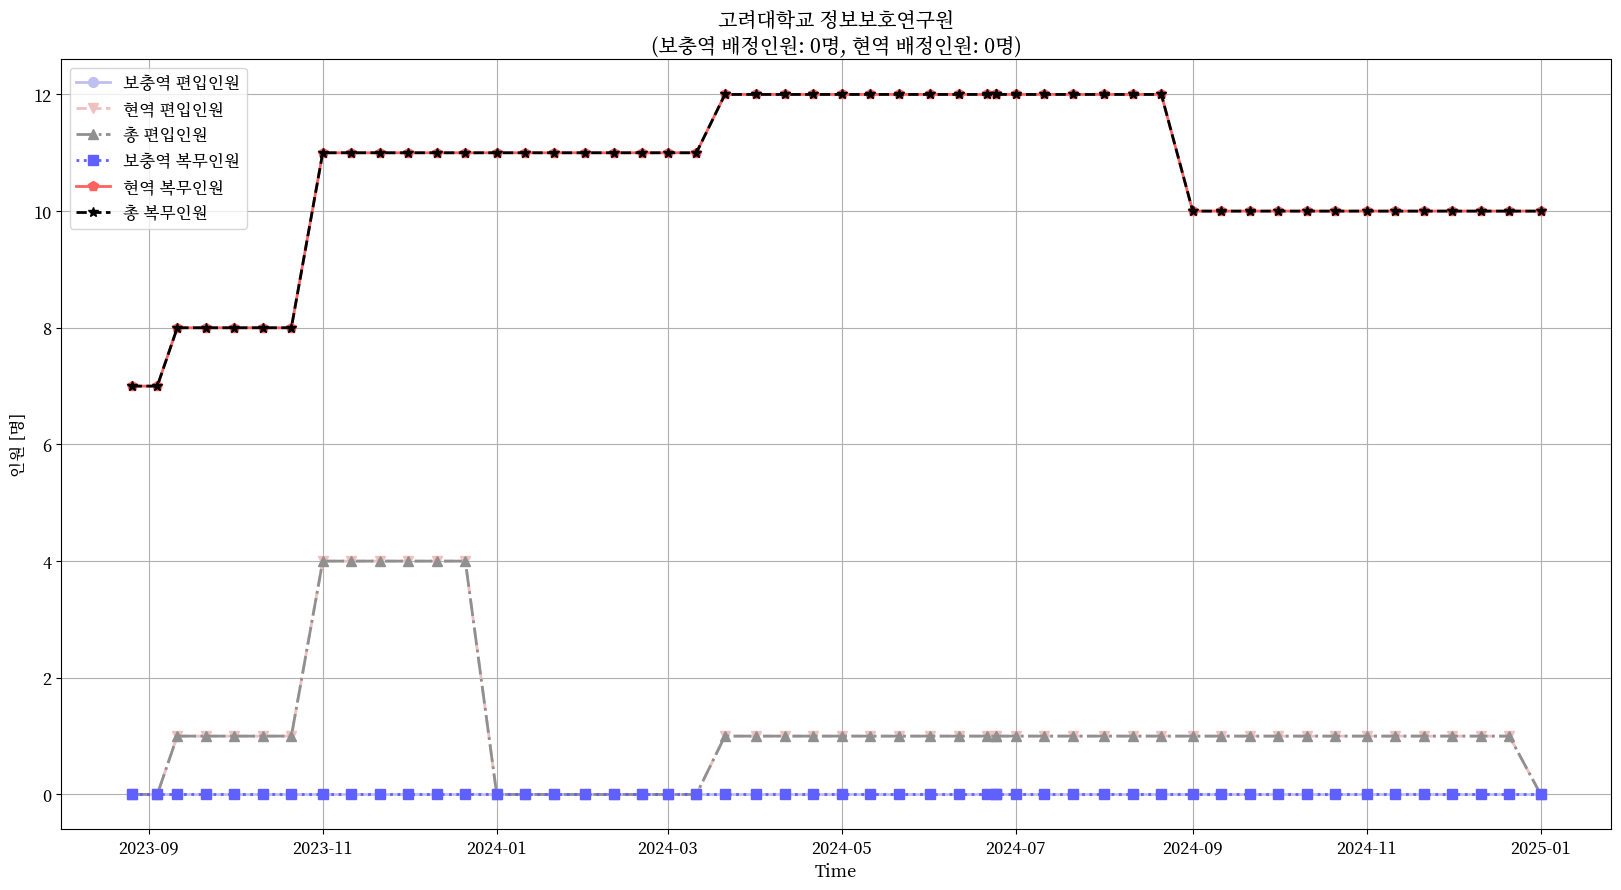 고려대학교 정보보호연구원
(보충역 배정인원: 0명, 현역 배정인원: 0명)
보충역 편입인원
현역 편입인원
총 편입인원
보충역 복무인원
현역 복무인원
총 복무인원
12
10
8
6
4
2
0
인원 [명]
2023-09 2023-11 2024-01 2024-03 2024-05 2024-07 2024-09 2024-11 2025-01
Time